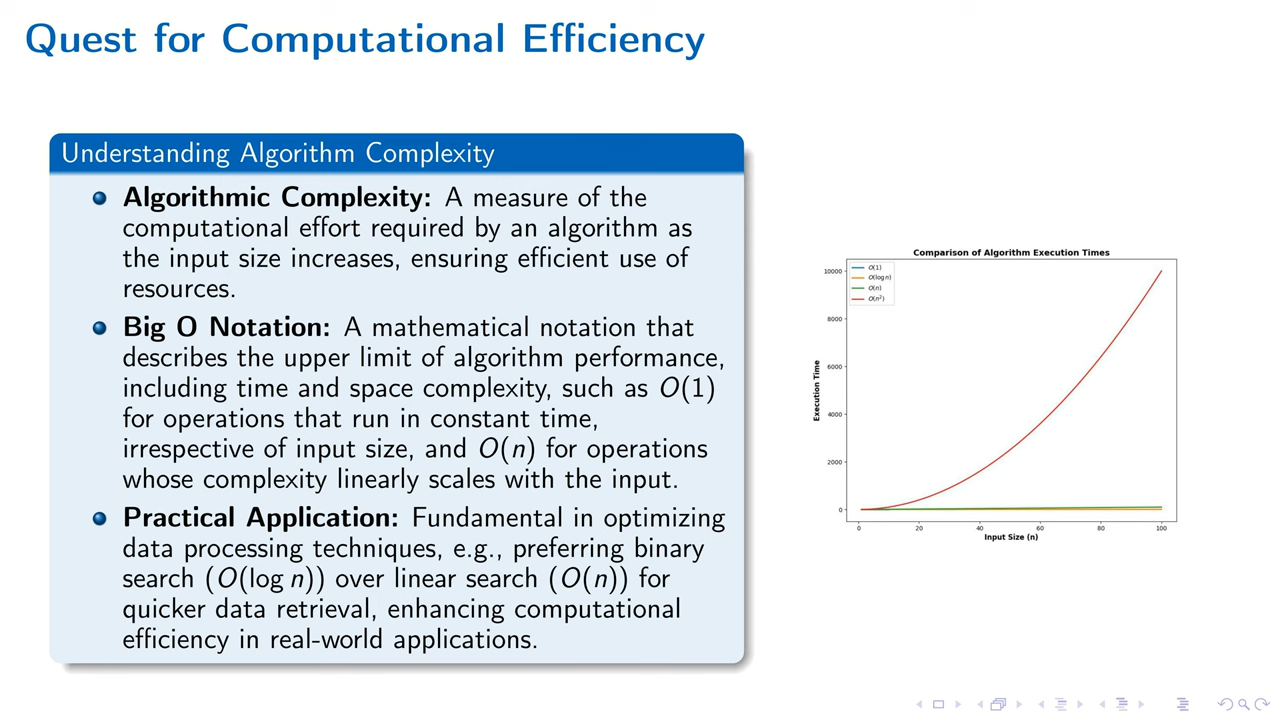 Quest for Computational Efficiency
Understanding Algorithm Complexity
Algorithmic Complexity: A measure of the
computational effort required by an algorithm as
the input size increases, ensuring efficient use of
resources.
Big O Notation: A mathematical notation that
describes the upper limit of algorithm performance,
including time and space complexity, such as O(1)
for operations that run in constant time,
irrespective of input size, and O(n) for operations
whose complexity linearly scales with the input.
Practical Application: Fundamental in optimizing
data processing techniques, e.g., preferring binary
search (O(log n)) over linear search (O(n)) for
quicker data retrieval, enhancing computational
efficiency in real-world applications.
Comparison of Algorithm Execution Times
O(1)
O(log n)
O(n)
O(n²)
10000
8000
6000
4000
2000
0
Execution Time
0 20 40 60 80 100
Input Size (n)